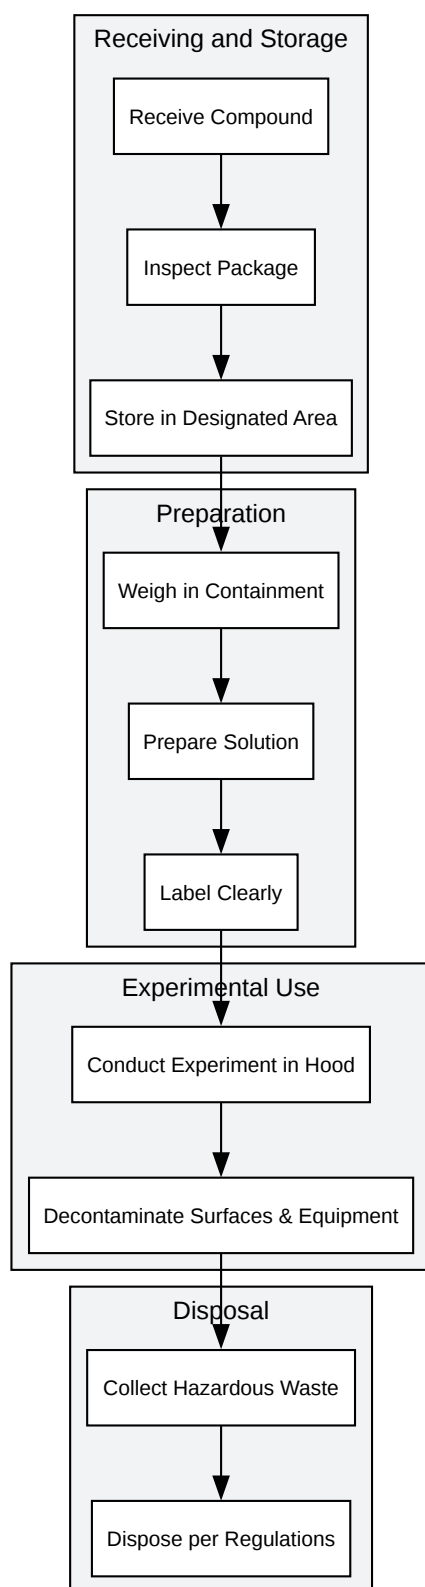 Receiving and Storage
Receive Compound
Inspect Package
Store in Designated Area
Preparation
Weigh in Containment
Prepare Solution
Label Clearly
Experimental Use
Conduct Experiment in Hood
Decontaminate Surfaces & Equipment
Disposal
Collect Hazardous Waste
Dispose per Regulations